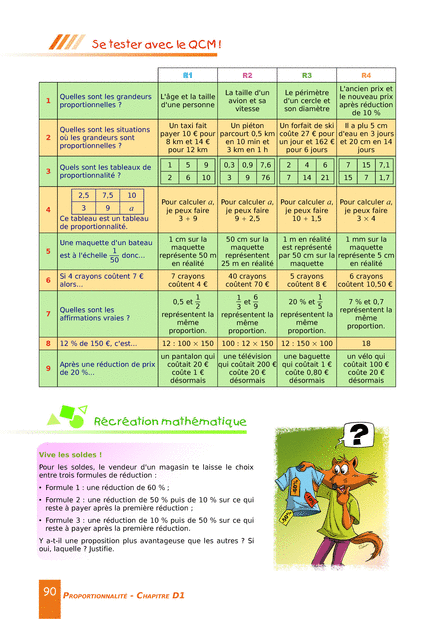 Se tester avec le QCM !
R1 R2 R3 R4
1 Quelles sont les grandeurs proportionnelles ? L'âge et la taille d'une personne La taille d'un avion et sa vitesse Le périmètre d'un cercle et son diamètre L'ancien prix et le nouveau prix après réduction de 10 %
2 Quelles sont les situations où les grandeurs sont proportionnelles ? Un taxi fait payer 10 € pour 8 km et 14 € pour 12 km Un piéton parcourt 0,5 km en 10 min et 3 km en 1 h Un forfait de ski coûte 27 € pour un jour et 162 € pour 6 jours Il a plu 5 cm d'eau en 3 jours et 20 cm en 14 jours
3 Quels sont les tableaux de proportionnalité ?
1 5 9 0,3 0,9 7,6 2 4 6 7 15 7,1
2 6 10 3 9 76 7 14 21 15 7 1,7
4
2,5 7,5 10
3 9 a
Ce tableau est un tableau de proportionnalité. Pour calculer a, je peux faire 3 + 9 Pour calculer a, je peux faire 9 + 2,5 Pour calculer a, je peux faire 10 + 1,5 Pour calculer a, je peux faire 3 × 4
5 Une maquette d'un bateau est à l'échelle 1/50 donc... 1 cm sur la maquette représente 50 m en réalité 50 cm sur la maquette représentent 25 m en réalité 1 m en réalité est représenté par 50 cm sur la maquette 1 mm sur la maquette représente 5 cm en réalité
6 Si 4 crayons coûtent 7 € alors... 7 crayons coûtent 4 € 40 crayons coûtent 70 € 5 crayons coûtent 8 € 6 crayons coûtent 10,50 €
7 Quelles sont les affirmations vraies ? 0,5 et 1/2 représentent la même proportion. 1/3 et 6/9 représentent la même proportion. 20 % et 1/5 représentent la même proportion. 7 % et 0,7 représentent la même proportion.
8 12 % de 150 €, c'est... 12 : 100 × 150 100 : 12 × 150 12 : 150 × 100 18
9 Après une réduction de prix de 20 %... un pantalon qui coûtait 20 € coûte 1 € désormais une télévision qui coûtait 200 € coûte 20 € désormais une baguette qui coûtait 1 € coûte 0,80 € désormais un vélo qui coûtait 100 € coûte 20 € désormais
Récréation mathématique
Vive les soldes !
Pour les soldes, le vendeur d'un magasin te laisse le choix
entre trois formules de réduction :
• Formule 1 : une réduction de 60 % ;
• Formule 2 : une réduction de 50 % puis de 10 % sur ce qui
reste à payer après la première réduction ;
• Formule 3 : une réduction de 10 % puis de 50 % sur ce qui
reste à payer après la première réduction.
Y a-t-il une proposition plus avantageuse que les autres ? Si
oui, laquelle ? Justifie.
?
90 PROPORTIONNALITÉ - CHAPITRE D1